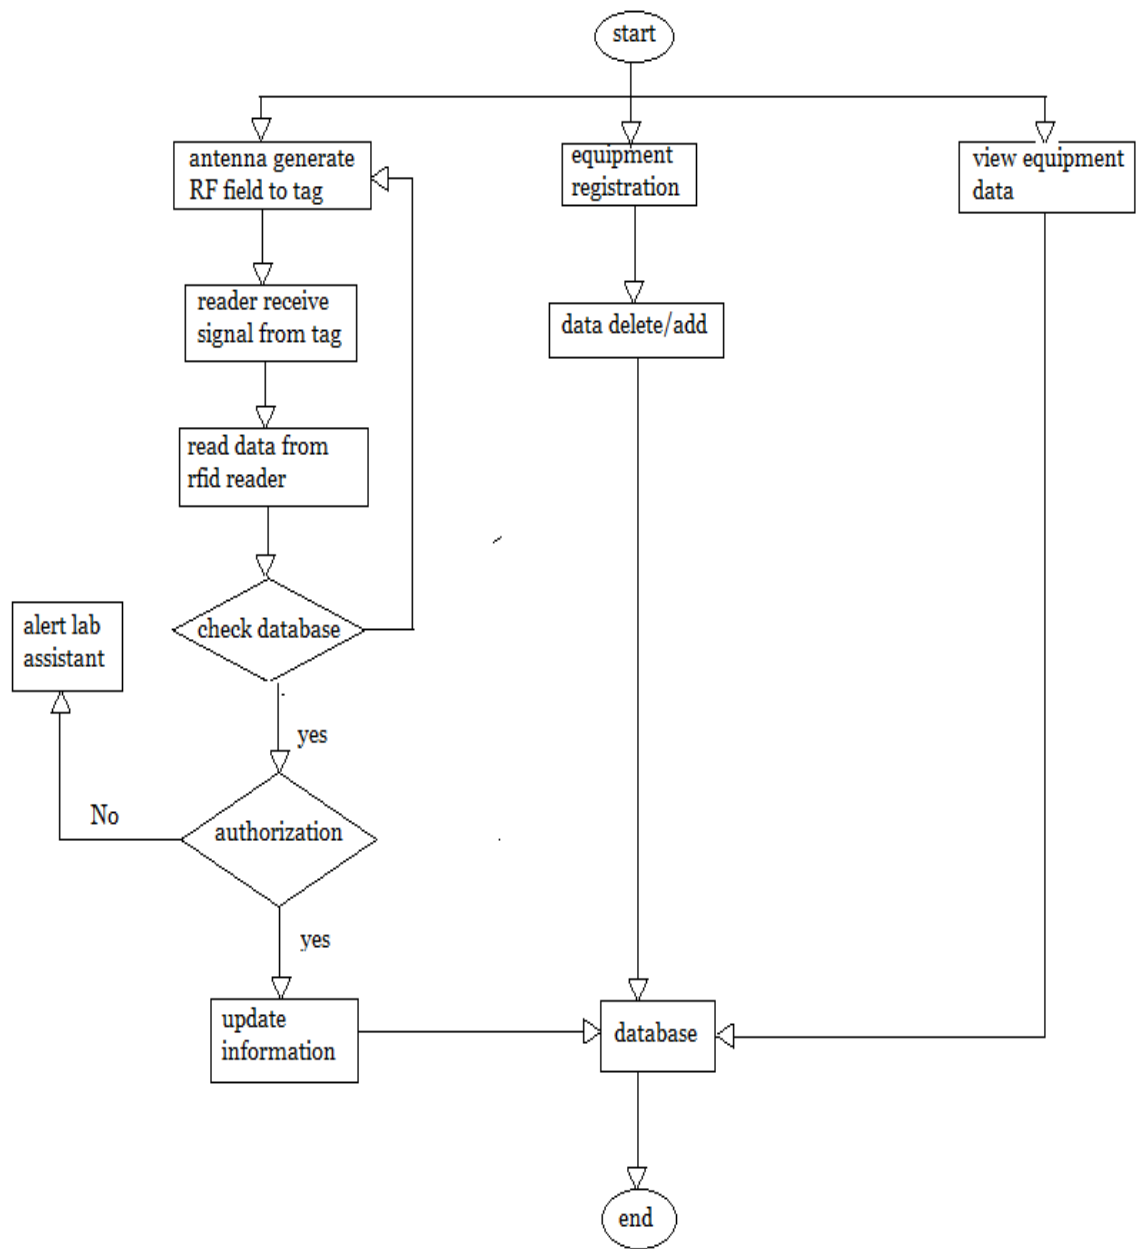 start
antenna generate
RF field to tag
equipment
registration
view equipment
data
reader receive
signal from tag
data delete/add
read data from
rfid reader
check database
alert lab
assistant
yes
No
authorization
yes
update
information
database
end